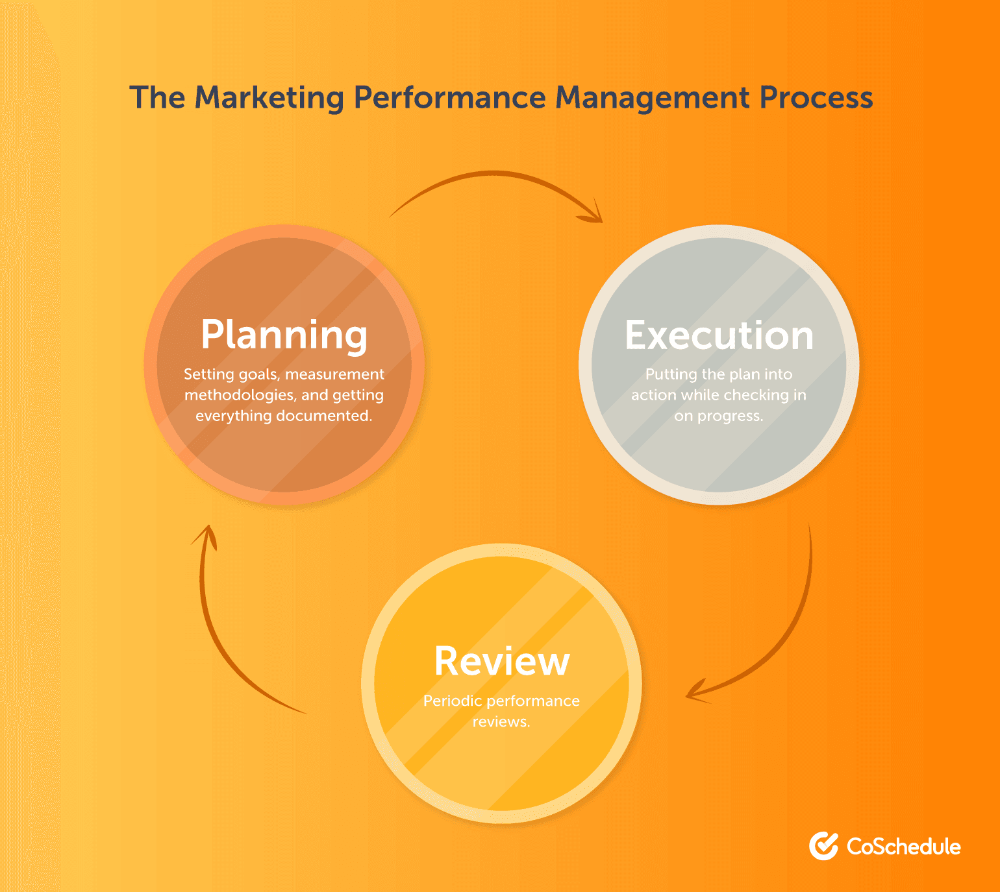 The Marketing Performance Management Process
Planning
Setting goals, measurement
methodologies, and getting
everything documented.
Execution
Putting the plan into
action while checking in
on progress.
Review
Periodic performance
reviews.
CoSchedule